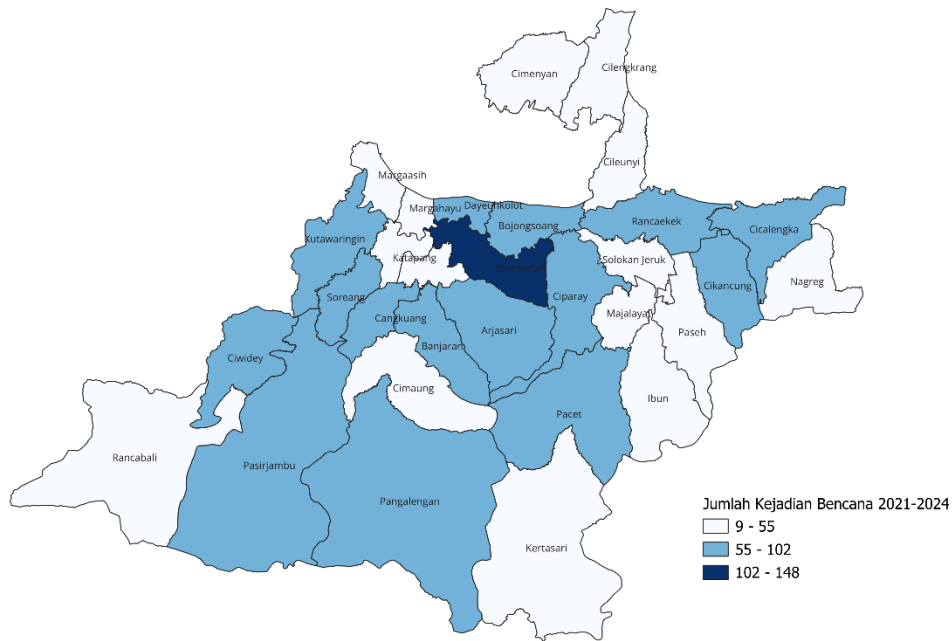 Cimenyan
Cilengkrang
Cileunyi
Margaasih
Margahayu
Dayeuhkolot
Bojongsoang
Rancaekek
Cicalengka
Kutawaringin
Katapang
Baleendah
Solokan Jeruk
Nagreg
Soreang
Ciparay
Cikancung
Cangkuang
Majalaya
Arjasari
Paseh
Banjaran
Ciwidey
Cimaung
Ibun
Pacet
Rancabali
Pasirjambu
Pangalengan
Kertasari
Jumlah Kejadian Bencana 2021-2024
9 - 55
55 - 102
102 - 148